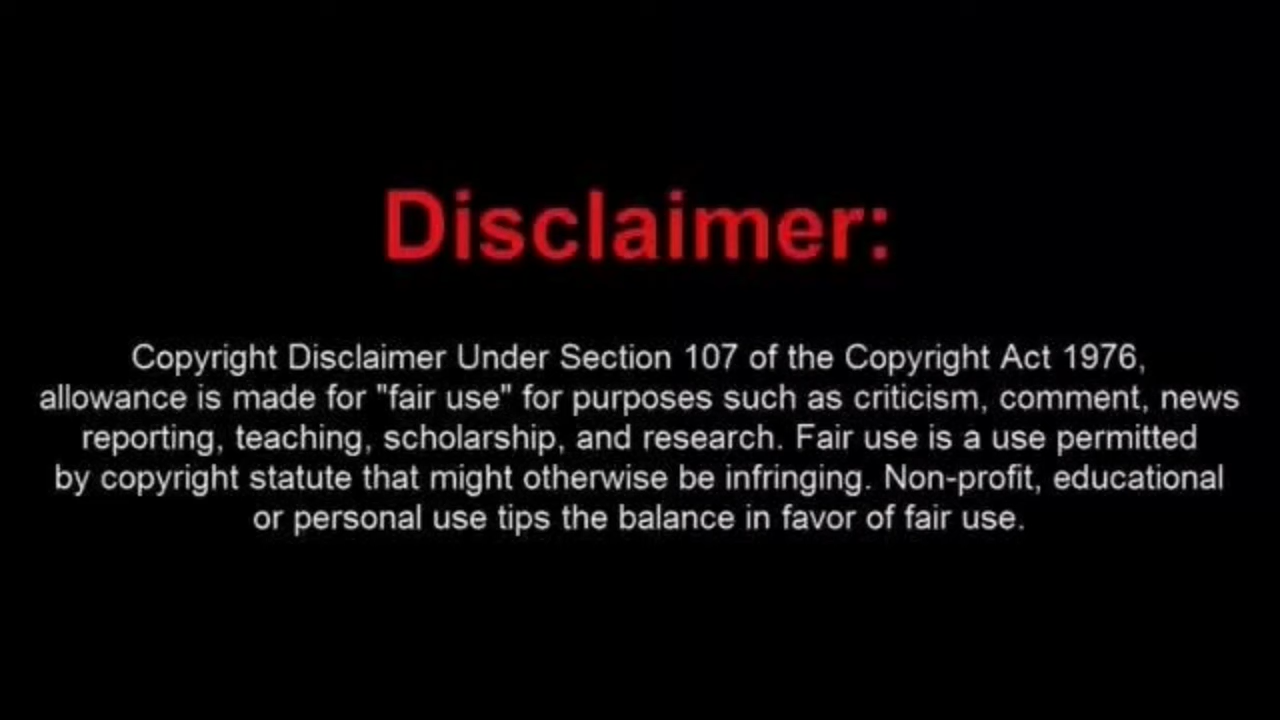 Disclaimer:
Copyright Disclaimer Under Section 107 of the Copyright Act 1976,
allowance is made for "fair use" for purposes such as criticism, comment, news
reporting, teaching, scholarship, and research. Fair use is a use permitted
by copyright statute that might otherwise be infringing. Non-profit, educational
or personal use tips the balance in favor of fair use.